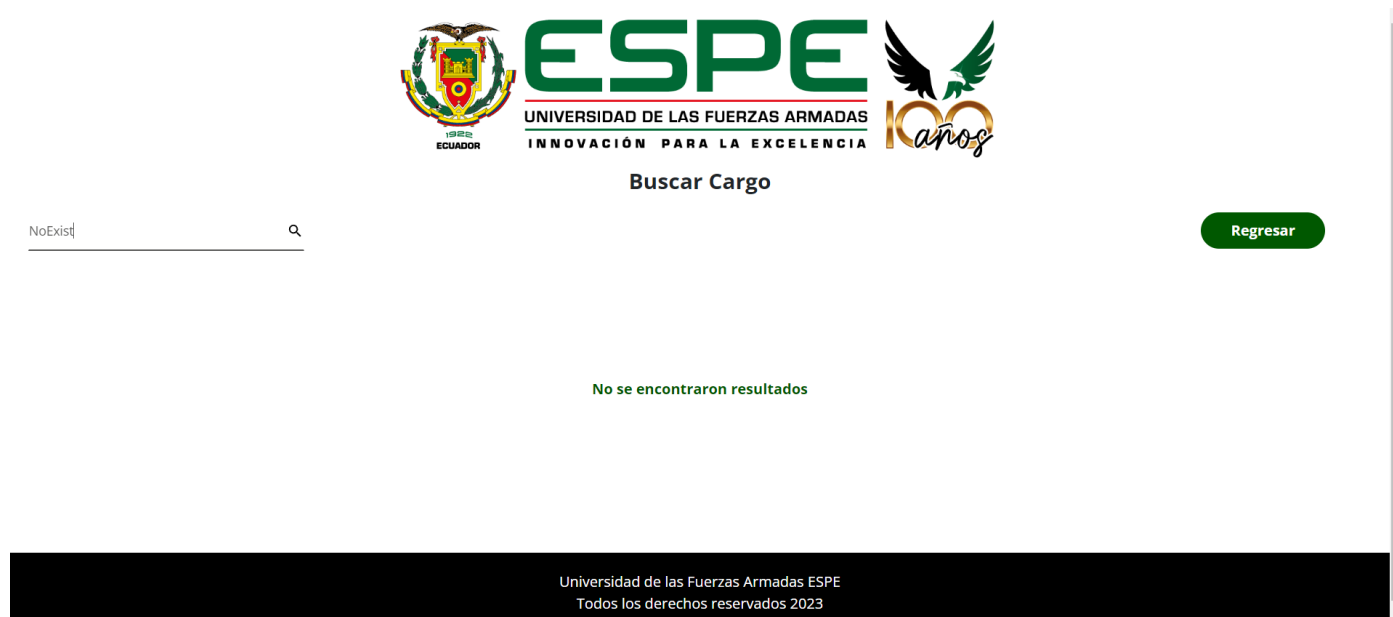 ESPE
UNIVERSIDAD DE LAS FUERZAS ARMADAS
INNOVACIÓN PARA LA EXCELENCIA
1922
ECUADOR
100
años
Buscar Cargo
NoExist
Regresar
No se encontraron resultados
Universidad de las Fuerzas Armadas ESPE
Todos los derechos reservados 2023